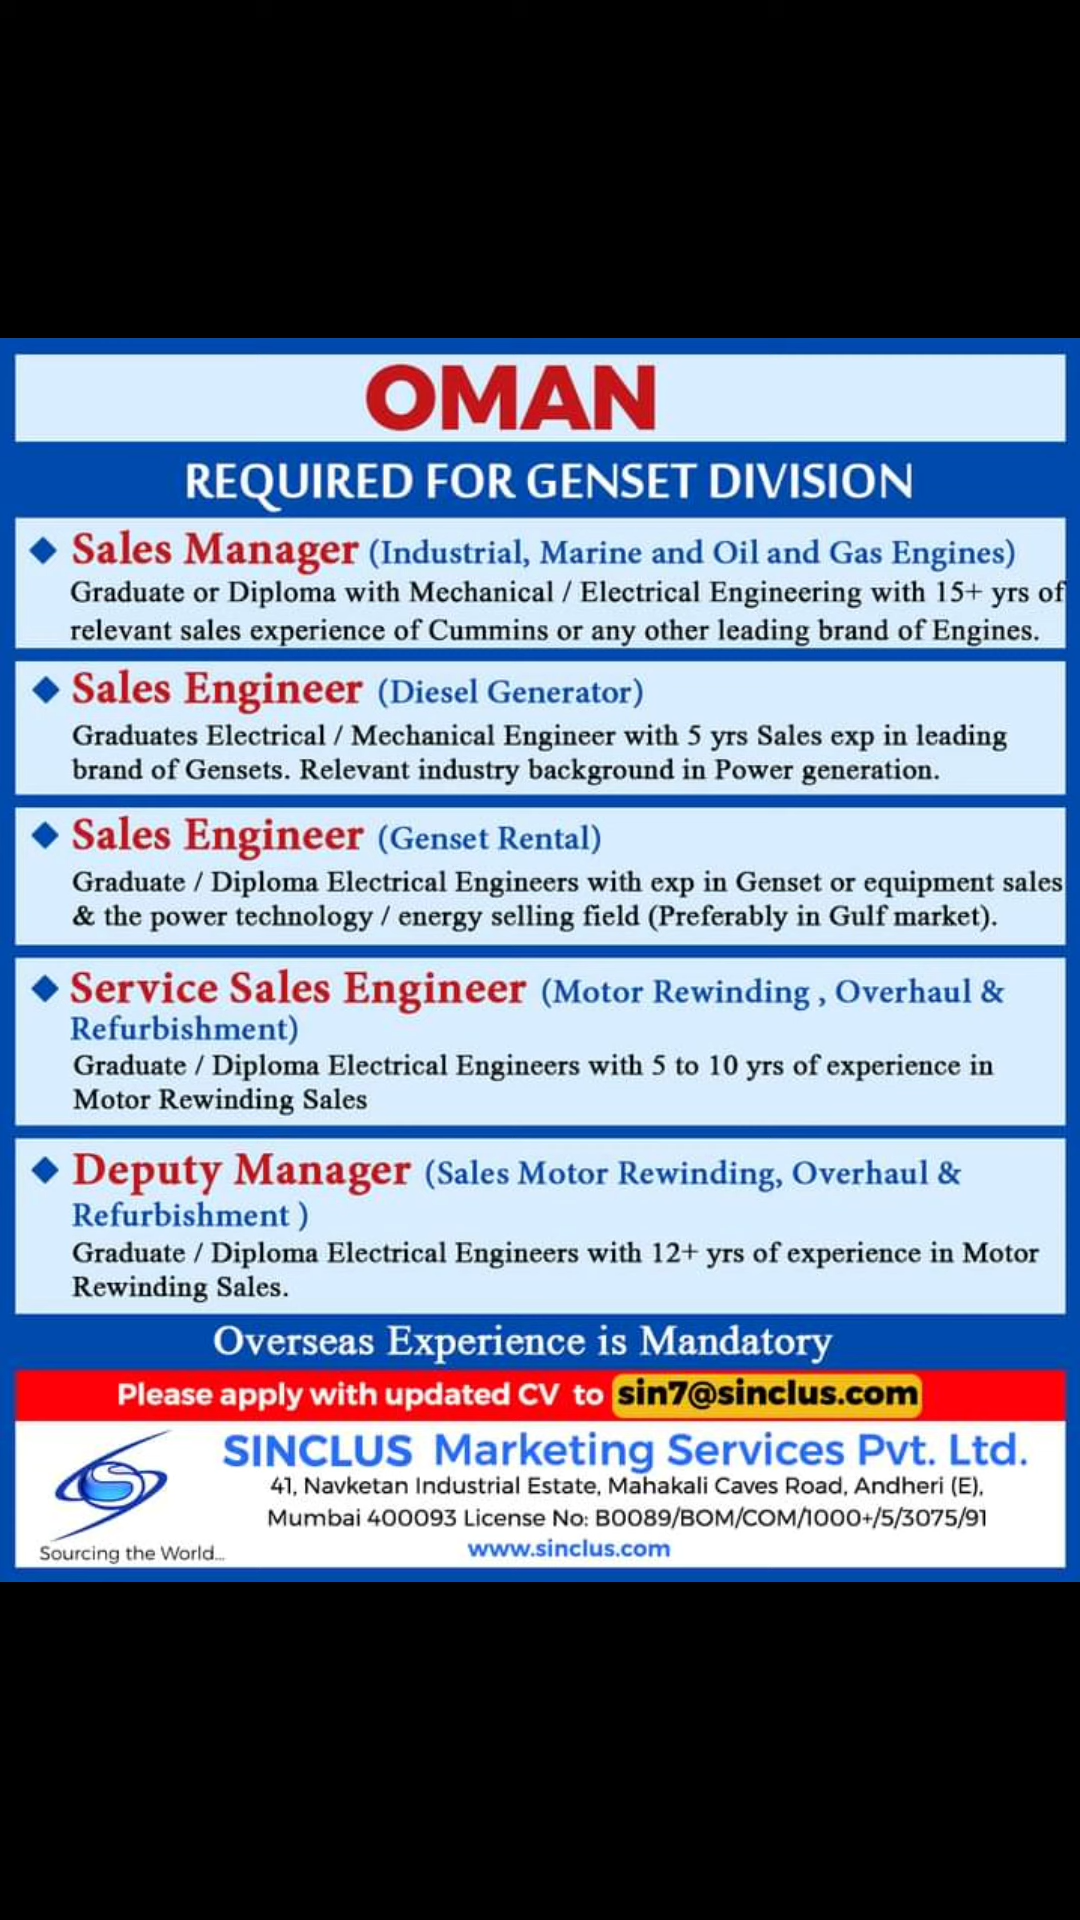 OMAN
REQUIRED FOR GENSET DIVISION
Sales Manager (Industrial, Marine and Oil and Gas Engines)
Graduate or Diploma with Mechanical / Electrical Engineering with 15+ yrs of
relevant sales experience of Cummins or any other leading brand of Engines.
Sales Engineer (Diesel Generator)
Graduates Electrical / Mechanical Engineer with 5 yrs Sales exp in leading
brand of Gensets. Relevant industry background in Power generation.
Sales Engineer (Genset Rental)
Graduate / Diploma Electrical Engineers with exp in Genset or equipment sales
& the power technology / energy selling field (Preferably in Gulf market).
Service Sales Engineer (Motor Rewinding , Overhaul &
Refurbishment)
Graduate / Diploma Electrical Engineers with 5 to 10 yrs of experience in
Motor Rewinding Sales
Deputy Manager (Sales Motor Rewinding, Overhaul &
Refurbishment )
Graduate / Diploma Electrical Engineers with 12+ yrs of experience in Motor
Rewinding Sales.
Overseas Experience is Mandatory
Please apply with updated CV to sin7@sinclus.com
SINCLUS Marketing Services Pvt. Ltd.
41, Navketan Industrial Estate, Mahakali Caves Road, Andheri (E),
Mumbai 400093 License No: B0089/BOM/COM/1000+/5/3075/91
Sourcing the World...
www.sinclus.com